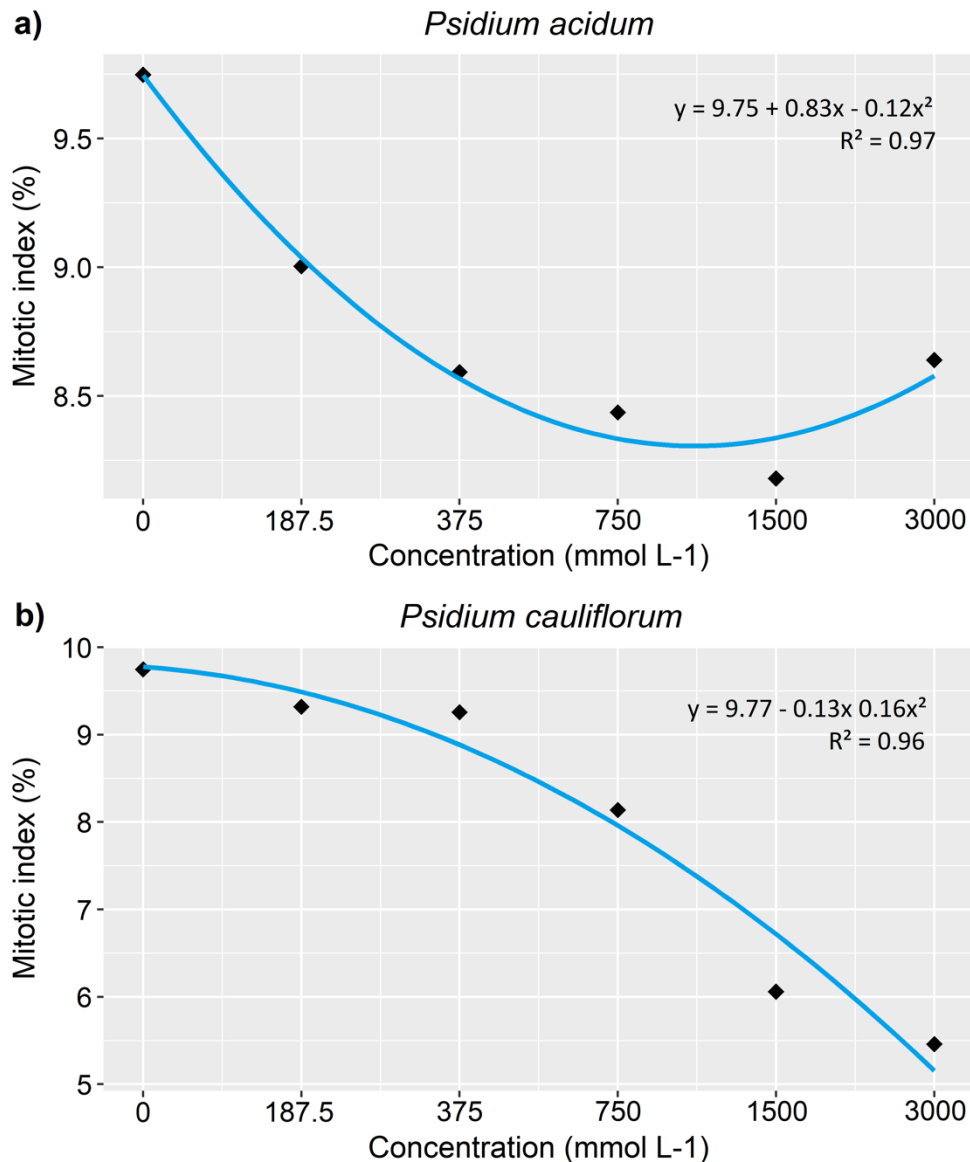 a)
Psidium acidum
y = 9.75 + 0.83x - 0.12x²
R² = 0.97
Mitotic index (%)
9.5
9.0
8.5
0 187.5 375 750 1500 3000
Concentration (mmol L-1)
b)
Psidium cauliflorum
y = 9.77 - 0.13x 0.16x²
R² = 0.96
Mitotic index (%)
10
9
8
7
6
5
0 187.5 375 750 1500 3000
Concentration (mmol L-1)